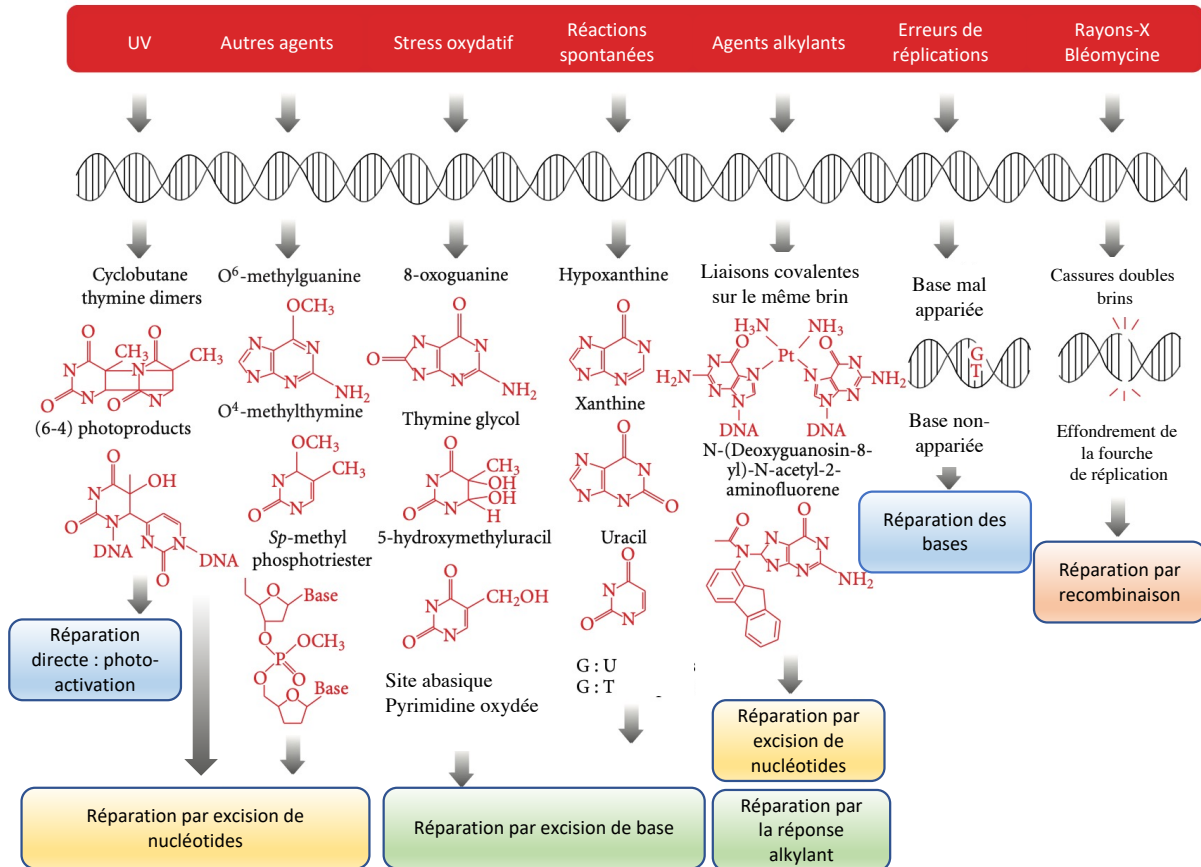 UV
Autres agents
Stress oxydatif
Réactions
spontanées
Agents alkylants
Erreurs de
réplications
Rayons-X
Bléomycine
Cyclobutane
thymine dimers
O
CH3
O
CH3
N
N
N
N
O
O
(6-4) photoproducts
O
OH
N
O
N
N
DNA
N
DNA
O
Réparation
directe : photo-
activation
O6-methylguanine
OCH3
N
N
N
N
NH2
O4-methylthymine
OCH3
CH3
N
O
N
Sp-methyl
phosphotriester
O
Base
O
OCH3
P
O
O
O
Base
Réparation par excision de
nucléotides
8-oxoguanine
O
N
N
O
N
N
NH2
Thymine glycol
O
CH3
N
OH
OH
O
N
H
5-hydroxymethyluracil
O
CH2OH
N
O
N
Site abasique
Pyrimidine oxydée
Hypoxanthine
O
N
N
N
N
Xanthine
O
N
N
N
N
O
Uracil
O
N
O
N
G : U
s
G : T
Réparation par excision de base
Liaisons covalentes
sur le même brin
H3N
NH3
Pt
O
O
N
N
N
N
H2N
N
N
N
N
NH2
DNA
DNA
N-(Deoxyguanosin-8-
yl)-N-acetyl-2-
aminofluorene
O
O
N
N
N
N
N
NH2
Réparation par
excision de
nucléotides
Réparation par
la réponse
alkylant
Base mal
appariée
G
T
Base non-
appariée
Réparation des
bases
Cassures doubles
brins
Effondrement de
la fourche
de réplication
Réparation par
recombinaison